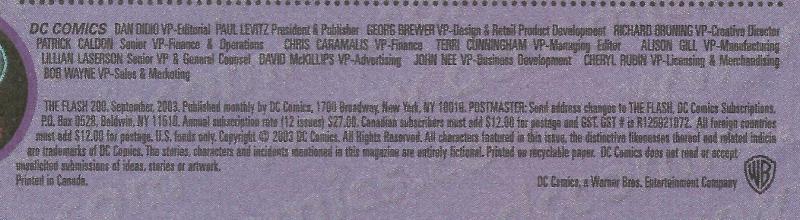 DC COMICS DAN DIDIO VP-Editorial PAUL LEVITZ President & Publisher GEORG BREWER VP-Design & Retail Product Development RICHARD BRUNING VP-Creative Director
PATRICK CALDON Senior VP-Finance & Operations CHRIS CARAMALIS VP-Finance TERRI CUNNINGHAM VP-Managing Editor ALISON GILL VP-Manufacturing
LILLIAN LASERSON Senior VP & General Counsel DAVID McKILLIPS VP-Advertising JOHN NEE VP-Business Development CHERYL RUBIN VP-Licensing & Merchandising
BOB WAYNE VP-Sales & Marketing
THE FLASH 200. September, 2003. Published monthly by DC Comics, 1700 Broadway, New York, NY 10019. POSTMASTER: Send address changes to THE FLASH, DC Comics Subscriptions,
P.O. Box 0528, Baldwin, NY 11510. Annual subscription rate (12 issues) $27.00. Canadian subscribers must add $12.00 for postage and GST. GST # is R125921072. All foreign countries
must add $12.00 for postage. U.S. funds only. Copyright © 2003 DC Comics. All Rights Reserved. All characters featured in this issue, the distinctive likenesses thereof and related indicia
are trademarks of DC Comics. The stories, characters and incidents mentioned in this magazine are entirely fictional. Printed on recyclable paper. DC Comics does not read or accept
unsolicited submissions of ideas, stories or artwork.
Printed in Canada.
DC Comics, a Warner Bros. Entertainment Company
WB